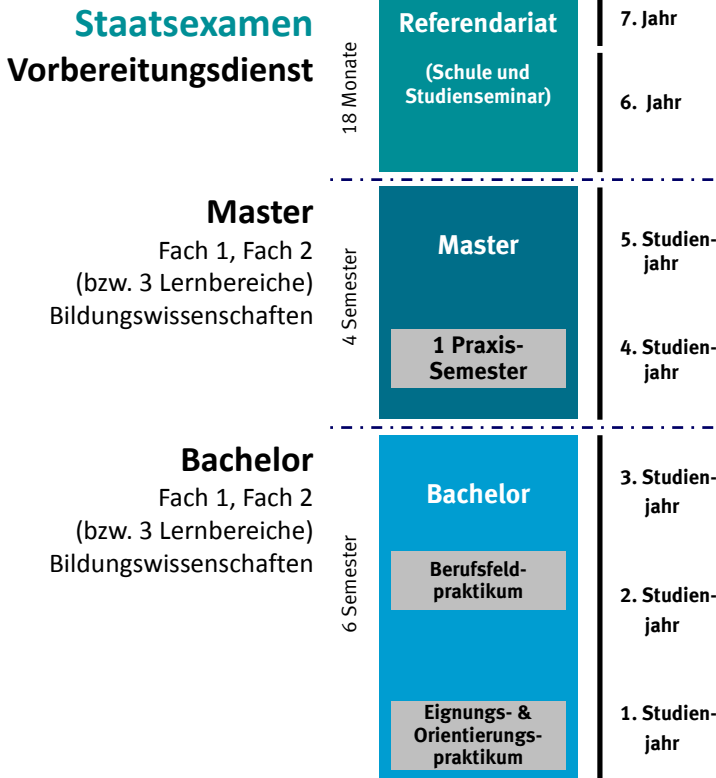 Staatsexamen
Vorbereitungsdienst
18 Monate
Referendariat
(Schule und
Studienseminar)
7. Jahr
6. Jahr
Master
Fach 1, Fach 2
(bzw. 3 Lernbereiche)
Bildungswissenschaften
4 Semester
Master
1 Praxis-
Semester
5. Studien-
jahr
4. Studien-
jahr
Bachelor
Fach 1, Fach 2
(bzw. 3 Lernbereiche)
Bildungswissenschaften
6 Semester
Bachelor
Berufsfeld-
praktikum
Eignungs- &
Orientierungs-
praktikum
3. Studien-
jahr
2. Studien-
jahr
1. Studien-
jahr